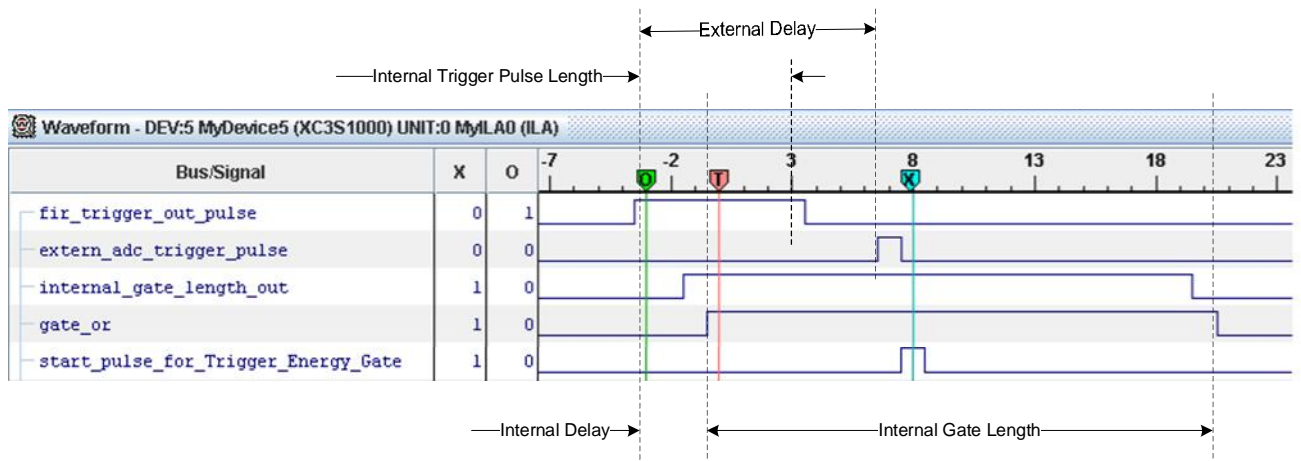 External Delay
Internal Trigger Pulse Length
Waveform - DEV:5 MyDevice5 (XC3S1000) UNIT:0 MyILA0 (ILA)
Bus/Signal X O -7 -2 3 8 13 18 23
O T X
fir_trigger_out_pulse 0 1
extern_adc_trigger_pulse 0 0
internal_gate_length_out 1 0
gate_or 1 0
start_pulse_for_Trigger_Energy_Gate 1 0
Internal Delay Internal Gate Length